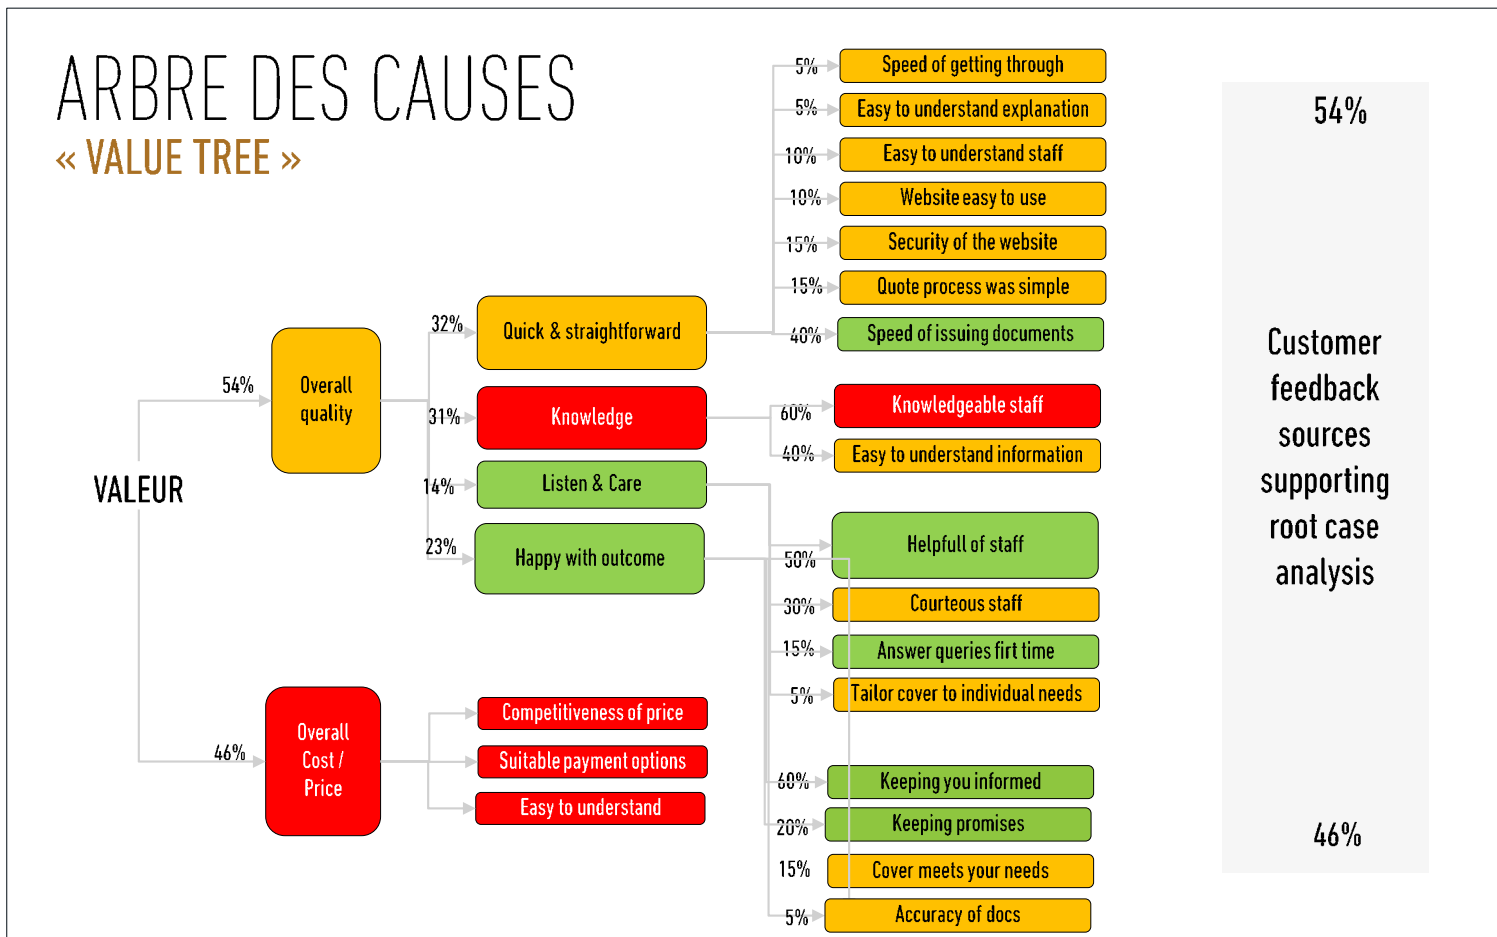 ARBRE DES CAUSES
« VALUE TREE »
5%
Speed of getting through
5%
Easy to understand explanation
10%
Easy to understand staff
10%
Website easy to use
15%
Security of the website
15%
Quote process was simple
40%
Speed of issuing documents
32%
Quick & straightforward
54%
Overall
quality
31%
Knowledge
60%
Knowledgeable staff
40%
Easy to understand information
VALEUR
14%
Listen & Care
23%
Happy with outcome
50%
Helpfull of staff
30%
Courteous staff
15%
Answer queries firt time
5%
Tailor cover to individual needs
46%
Overall
Cost /
Price
Competitiveness of price
Suitable payment options
Easy to understand
60%
Keeping you informed
20%
Keeping promises
15%
Cover meets your needs
5%
Accuracy of docs
54%
Customer
feedback
sources
supporting
root case
analysis
46%